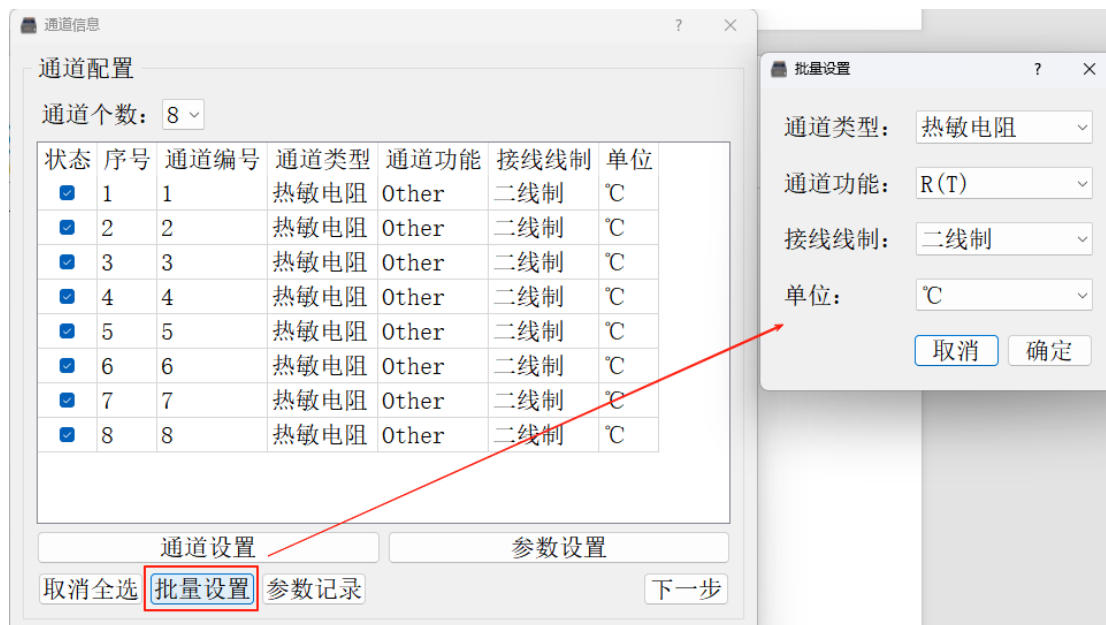 通道信息
通道配置
通道个数： 8
状态 序号 通道编号 通道类型 通道功能 接线线制 单位
1 1 热敏电阻 Other 二线制 ℃
2 2 热敏电阻 Other 二线制 ℃
3 3 热敏电阻 Other 二线制 ℃
4 4 热敏电阻 Other 二线制 ℃
5 5 热敏电阻 Other 二线制 ℃
6 6 热敏电阻 Other 二线制 ℃
7 7 热敏电阻 Other 二线制 ℃
8 8 热敏电阻 Other 二线制 ℃
通道设置 参数设置
取消全选 批量设置 参数记录 下一步
批量设置
通道类型： 热敏电阻
通道功能： R(T)
接线线制： 二线制
单位： ℃
取消 确定